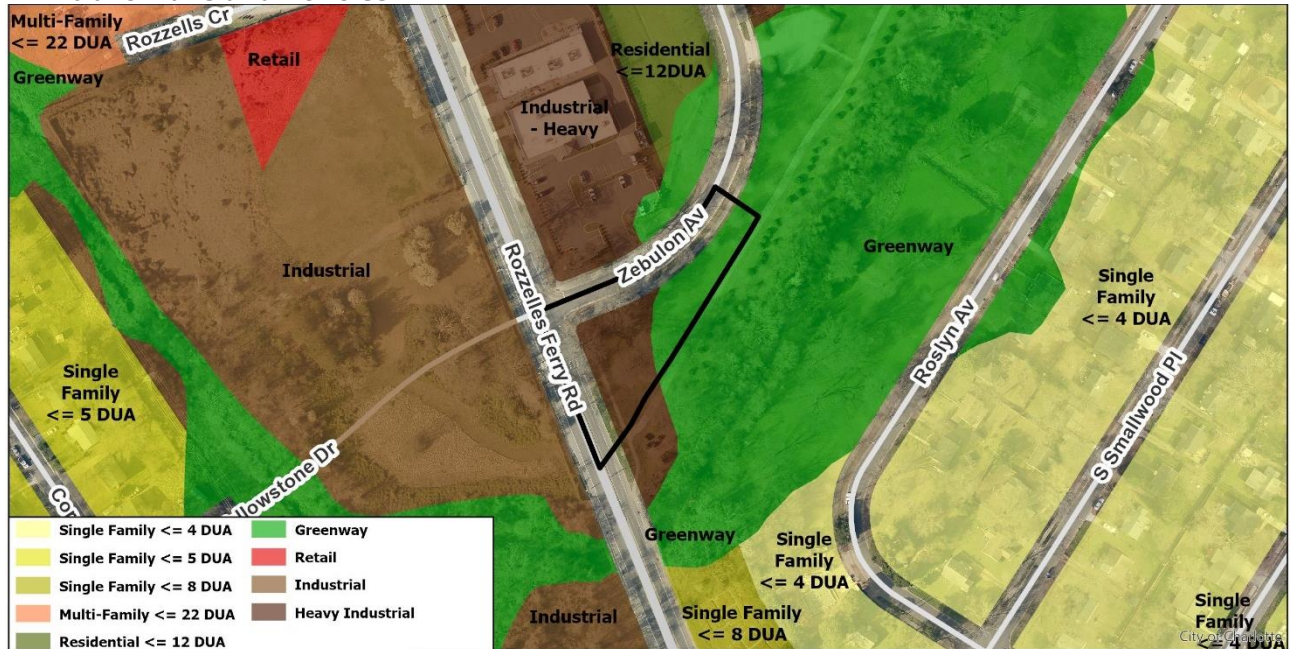 Multi-Family
<= 22 DUA
Rozzells Cr
Greenway
Retail
Residential
<=12DUA
Industrial
- Heavy
Zebulon Av
Industrial
Rozzelles Ferry Rd
Greenway
Single
Family
<= 4 DUA
Roslyn Av
S Smallwood Pl
Single
Family
<= 5 DUA
llowstone Dr
Greenway
Single
Family
<= 4 DUA
Industrial
Single Family
<= 8 DUA
Single
Family
<= 4 DUA
City of Charlotte
Single Family <= 4 DUA
Single Family <= 5 DUA
Single Family <= 8 DUA
Multi-Family <= 22 DUA
Residential <= 12 DUA
Greenway
Retail
Industrial
Heavy Industrial